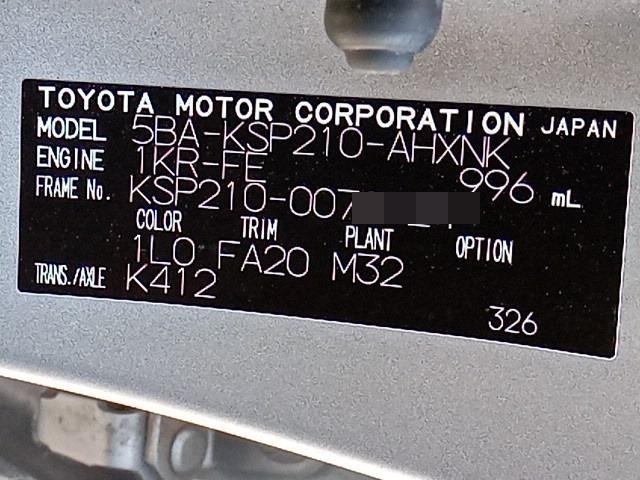 TOYOTA MOTOR CORPORATION JAPAN
MODEL 5BA-KSP210-AHXNK
ENGINE 1KR-FE 996 mL
FRAME No. KSP210-007
COLOR TRIM PLANT OPTION
1L0 FA20 M32
TRANS./AXLE K412
326